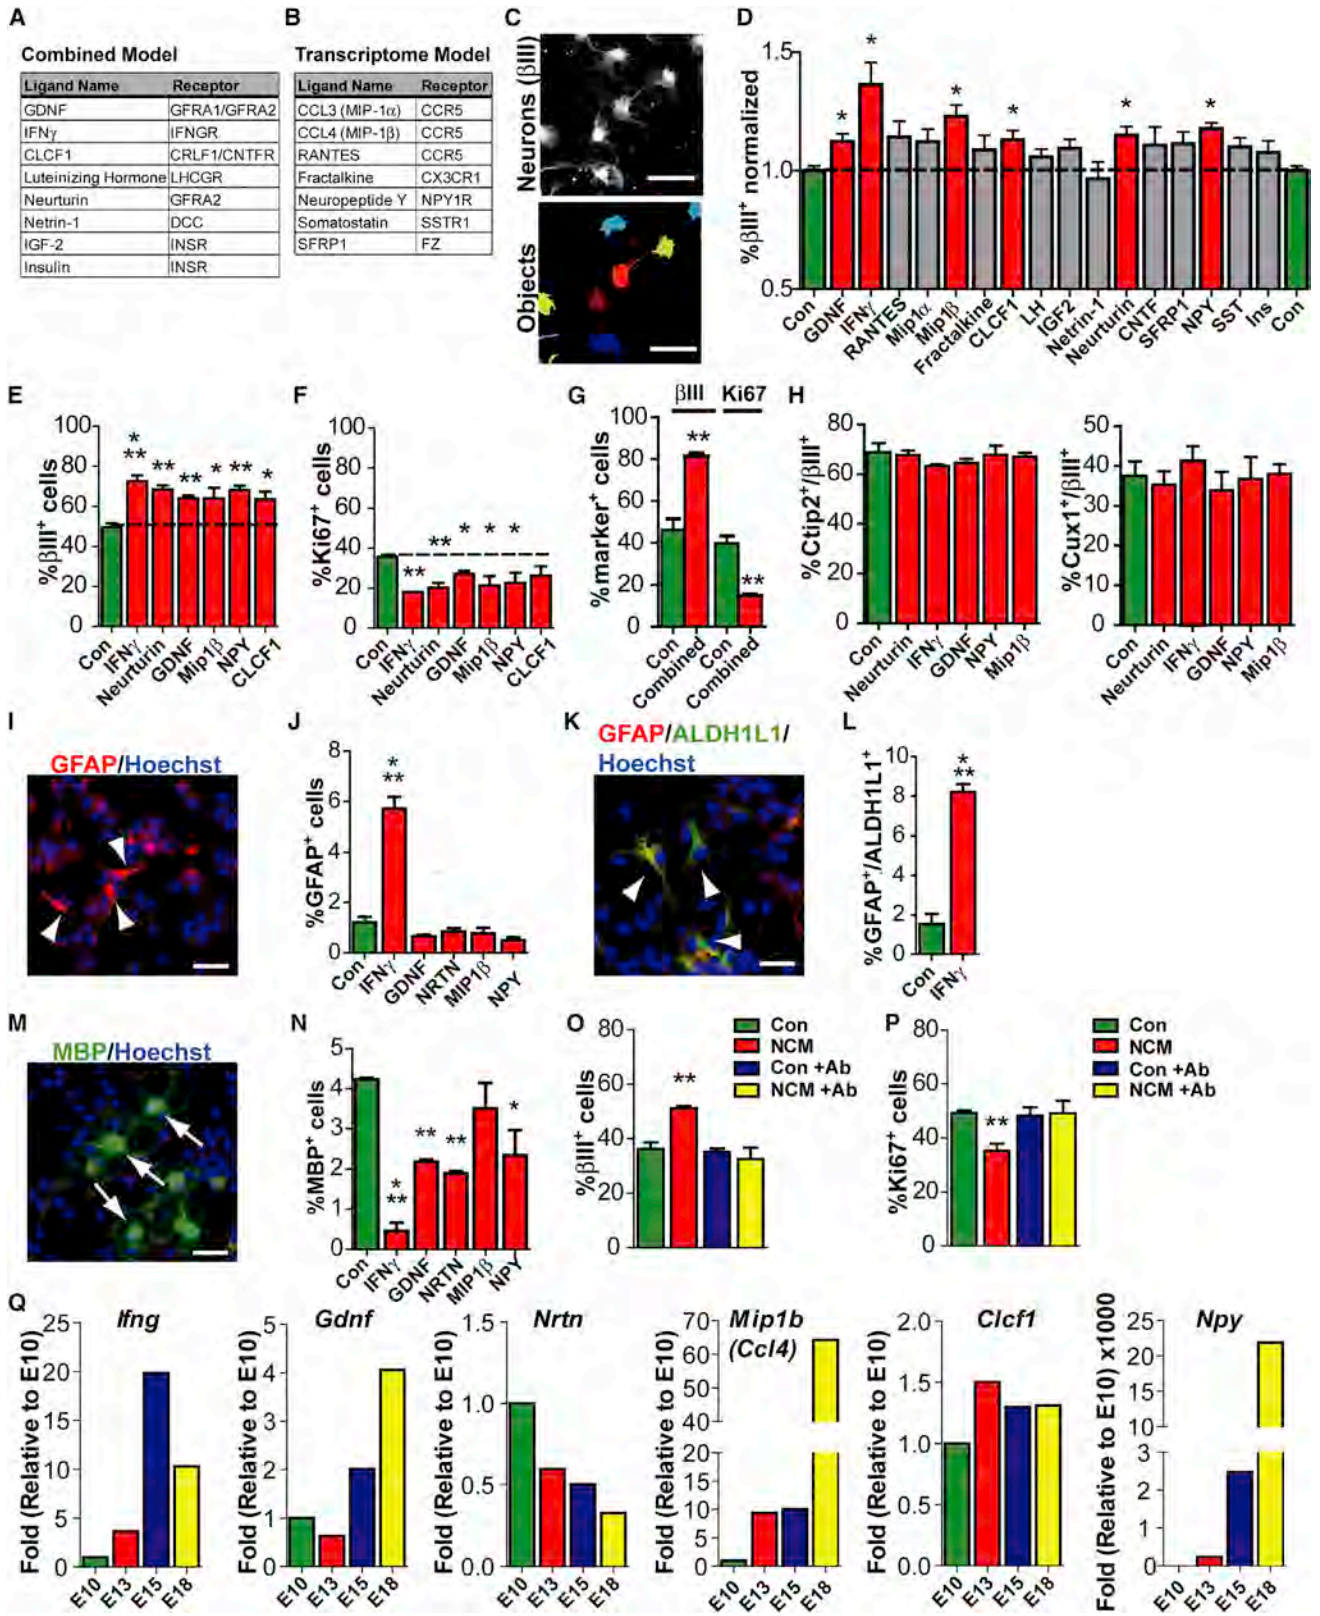 A
Combined Model
Ligand Name Receptor
GDNF GFRA1/GFRA2
IFNγ IFNGR
CLCF1 CRLF1/CNTFR
Luteinizing Hormone LHCGR
Neurturin GFRA2
Netrin-1 DCC
IGF-2 INSR
Insulin INSR
B
Transcriptome Model
Ligand Name Receptor
CCL3 (MIP-1α) CCR5
CCL4 (MIP-1β) CCR5
RANTES CCR5
Fractalkine CX3CR1
Neuropeptide Y NPY1R
Somatostatin SSTR1
SFRP1 FZ
C
Neurons (βIII)
Objects
D
%βIII+ normalized
1.5
1.0
0.5
* * * * * *
Con GDNF IFNγ RANTES Mip1α Mip1β Fractalkine CLCF1 LH IGF2 Netrin-1 Neurturin CNTF SFRP1 NPY SST Ins Con
E
%βIII+ cells
100
80
60
40
20
0
*
** ** ** * ** *
Con IFNγ Neurturin GDNF Mip1β NPY CLCF1
F
%Ki67+ cells
100
80
60
40
20
0
** ** * * *
Con IFNγ Neurturin GDNF Mip1β NPY CLCF1
G
βIII Ki67
%marker+ cells
100
80
60
40
20
0
** **
Con Combined Con Combined
H
%Ctip2+/βIII+
80
60
40
20
0
Con Neurturin IFNγ GDNF NPY Mip1β
%Cux1+/βIII+
50
40
30
20
10
0
Con Neurturin IFNγ GDNF NPY Mip1β
I
GFAP/Hoechst
J
%GFAP+ cells
8
6
4
2
0
*
**
Con IFNγ GDNF NRTN MIP1β NPY
K
GFAP/ALDH1L1/
Hoechst
L
%GFAP+/ALDH1L1+
10
8
6
4
2
0
*
**
Con IFNγ
M
MBP/Hoechst
N
%MBP+ cells
5
4
3
2
1
0
*
** ** ** *
Con IFNγ GDNF NRTN MIP1β NPY
O
%βIII+ cells
80
60
40
20
0
**
Con
NCM
Con +Ab
NCM +Ab
P
%Ki67+ cells
80
60
40
20
0
**
Con
NCM
Con +Ab
NCM +Ab
Q
Ifng
Fold (Relative to E10)
25
20
15
10
5
0
E10 E13 E15 E18
Gdnf
Fold (Relative to E10)
5
4
3
2
1
0
E10 E13 E15 E18
Nrtn
Fold (Relative to E10)
1.5
1.0
0.5
0.0
E10 E13 E15 E18
Mip1b
(Ccl4)
Fold (Relative to E10)
70
60
50
40
20
15
10
5
0
E10 E13 E15 E18
Clcf1
Fold (Relative to E10)
2.0
1.5
1.0
0.5
0.0
E10 E13 E15 E18
Npy
Fold (Relative to E10) x1000
25
20
15
10
3
2
1
0
E10 E13 E15 E18